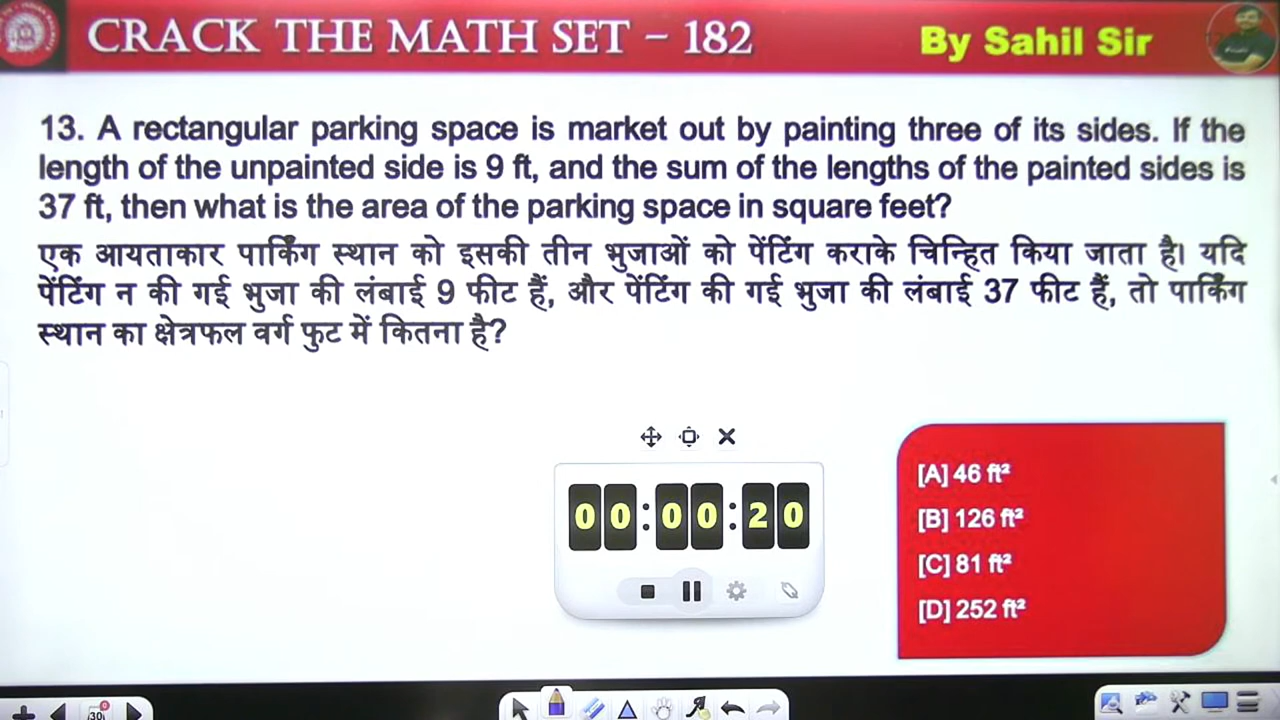 CRACK THE MATH SET – 182
By Sahil Sir
13. A rectangular parking space is market out by painting three of its sides. If the
length of the unpainted side is 9 ft, and the sum of the lengths of the painted sides is
37 ft, then what is the area of the parking space in square feet?
एक आयताकार पार्किंग स्थान को इसकी तीन भुजाओं को पेंटिंग कराके चिन्हित किया जाता है। यदि
पेंटिंग न की गई भुजा की लंबाई 9 फीट हैं, और पेंटिंग की गई भुजा की लंबाई 37 फीट हैं, तो पार्किंग
स्थान का क्षेत्रफल वर्ग फुट में कितना है?
00:00:20
[A] 46 ft²
[B] 126 ft²
[C] 81 ft²
[D] 252 ft²
30